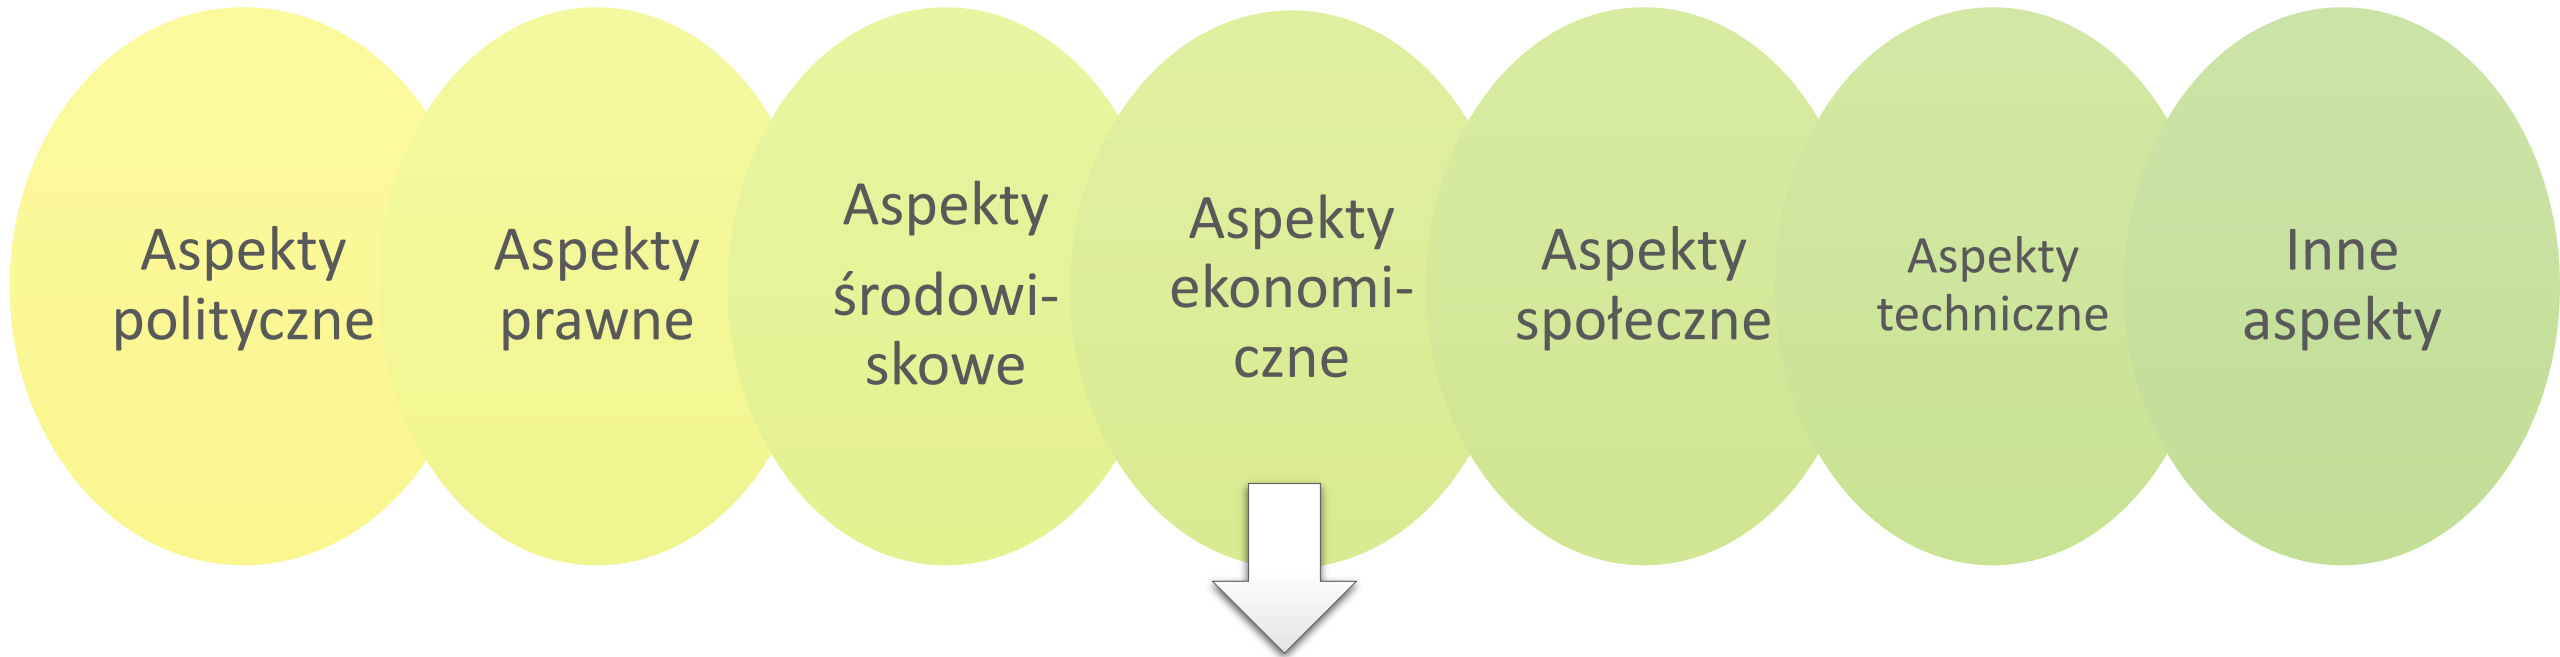 Aspekty
polityczne
Aspekty
prawne
Aspekty
środowi-
skowe
Aspekty
ekonomi-
czne
Aspekty
społeczne
Aspekty
techniczne
Inne
aspekty